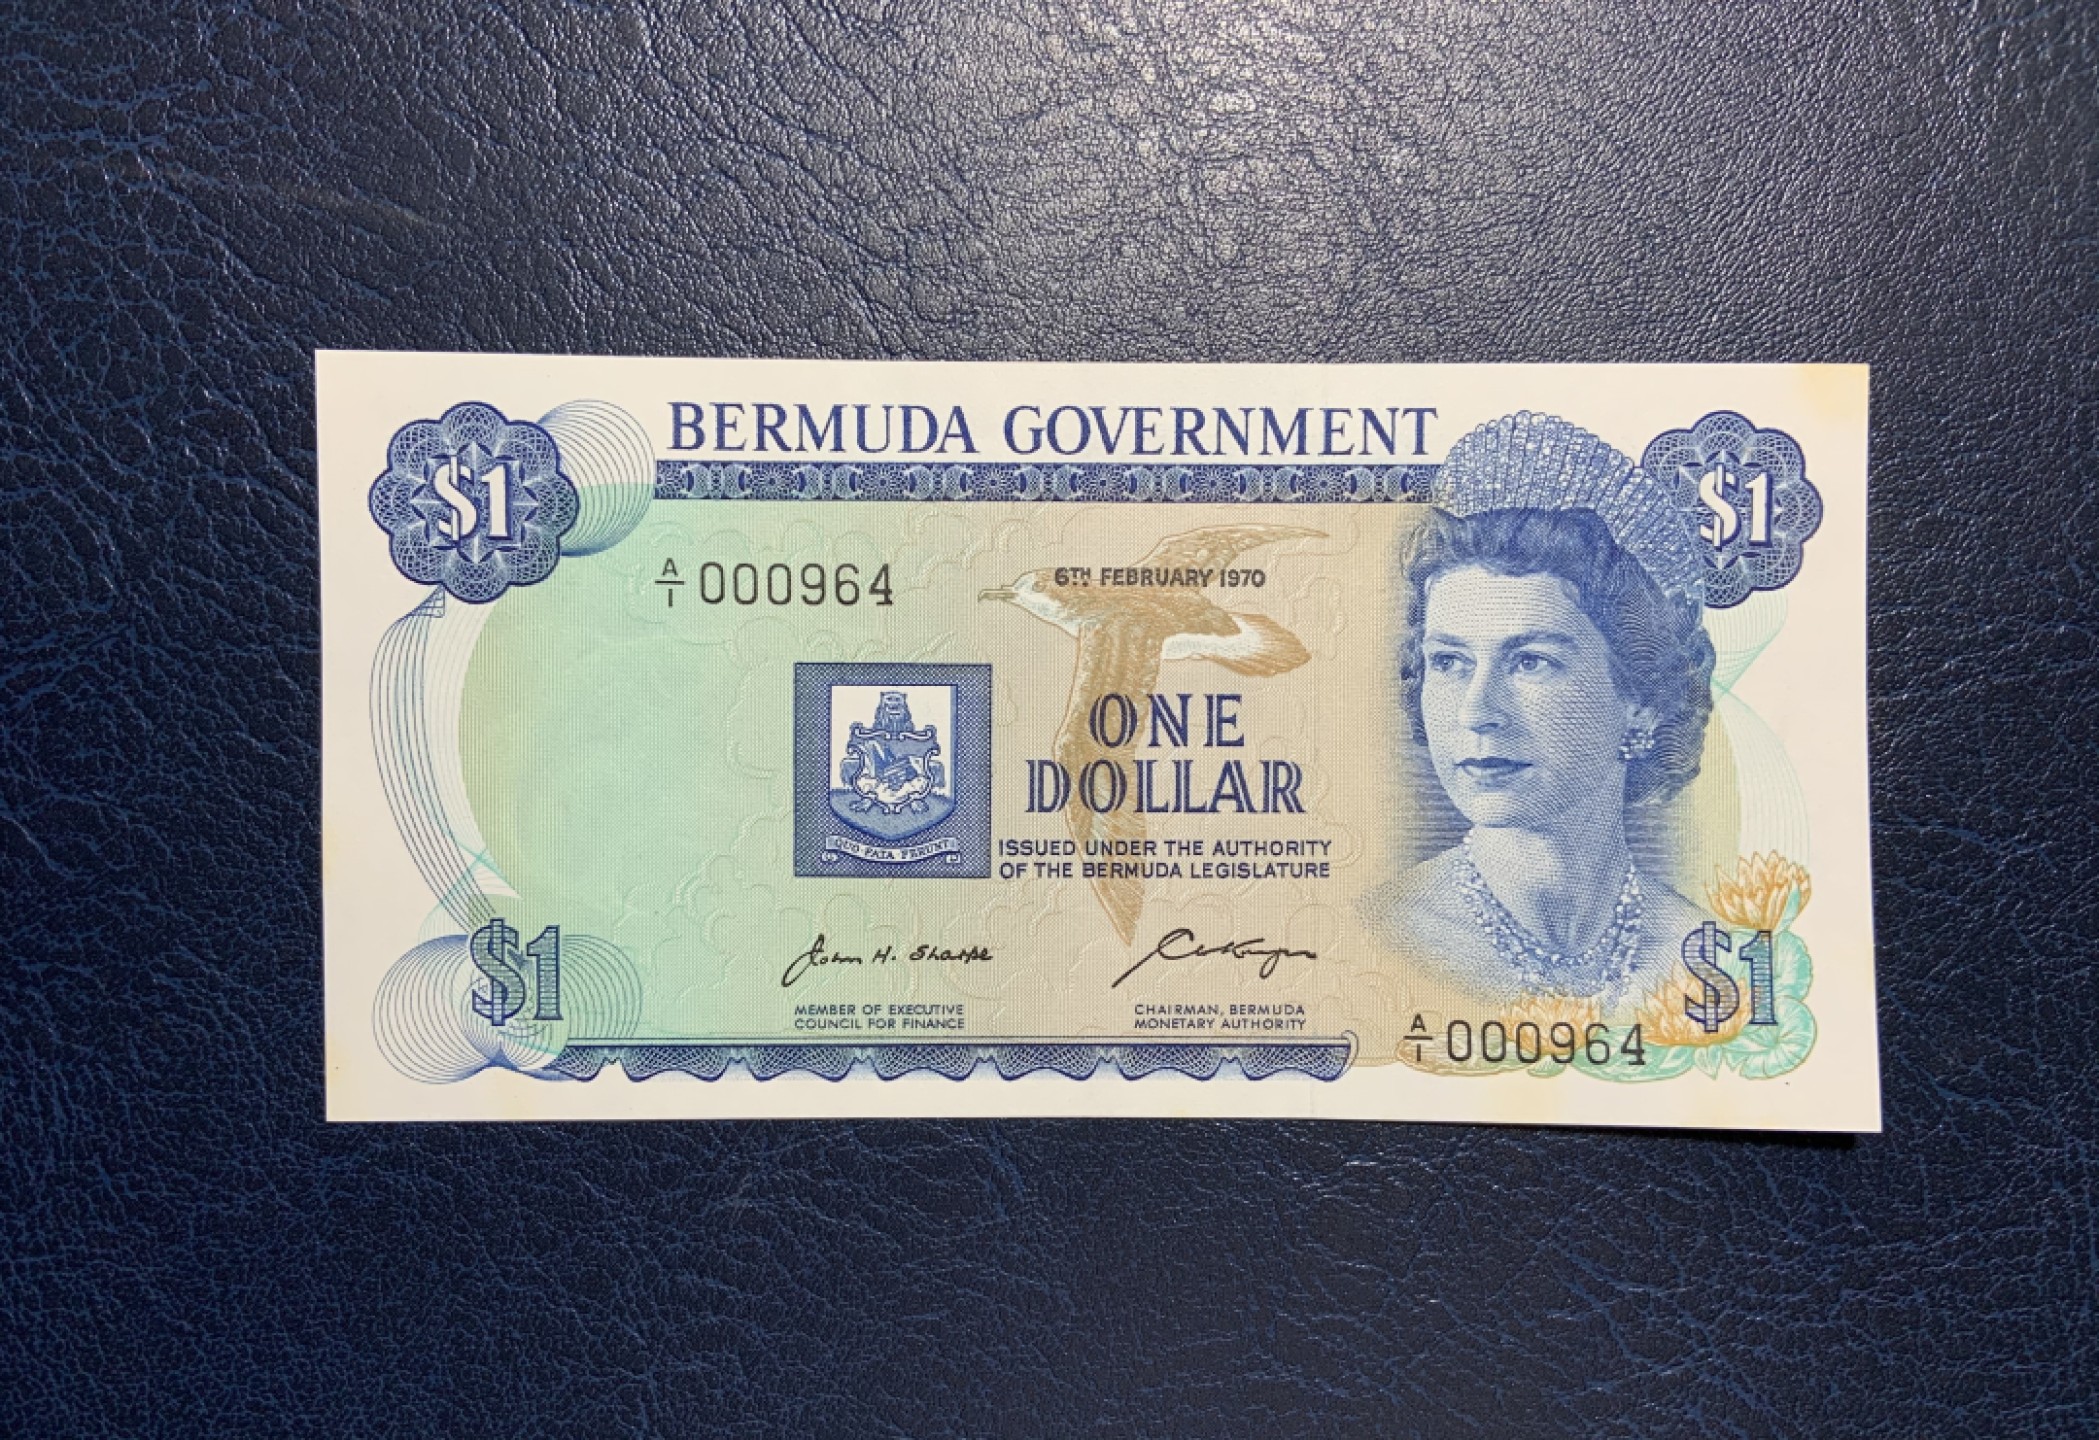 BERMUDA GOVERNMENT
$1
$1
A/1 000964
6TH FEBRUARY 1970
ONE
DOLLAR
QUO FATA FERUNT
ISSUED UNDER THE AUTHORITY
OF THE BERMUDA LEGISLATURE
$1
John H. Sharpe
$1
MEMBER OF EXECUTIVE
COUNCIL FOR FINANCE
CHAIRMAN, BERMUDA
MONETARY AUTHORITY
A/1 000964